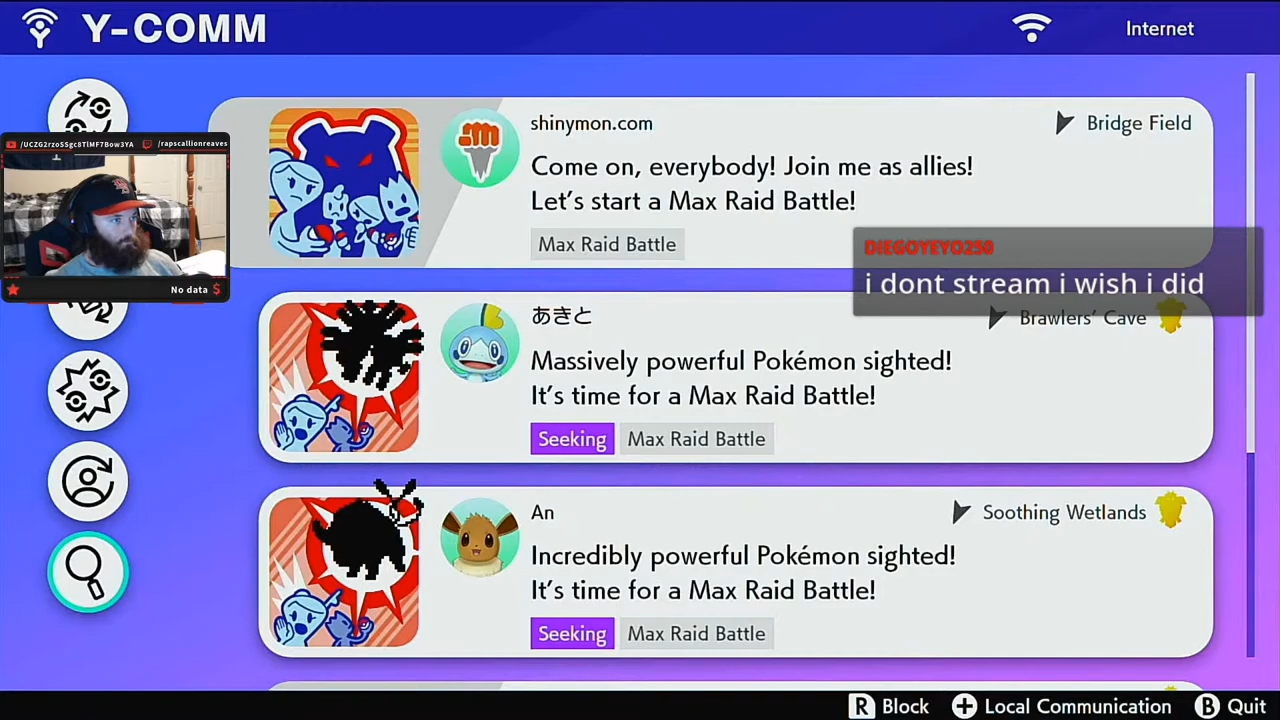 Y-COMM
Internet
/UCZG2rzoSSgc8TlMF7Bow3YA
/rapscallionreaves
No data $
shinymon.com
Bridge Field
Come on, everybody! Join me as allies!
Let's start a Max Raid Battle!
Max Raid Battle
DIEGOYEYO250
i dont stream i wish i did
あきと
Brawlers' Cave
Massively powerful Pokémon sighted!
It's time for a Max Raid Battle!
Seeking Max Raid Battle
An
Soothing Wetlands
Incredibly powerful Pokémon sighted!
It's time for a Max Raid Battle!
Seeking Max Raid Battle
R Block + Local Communication B Quit